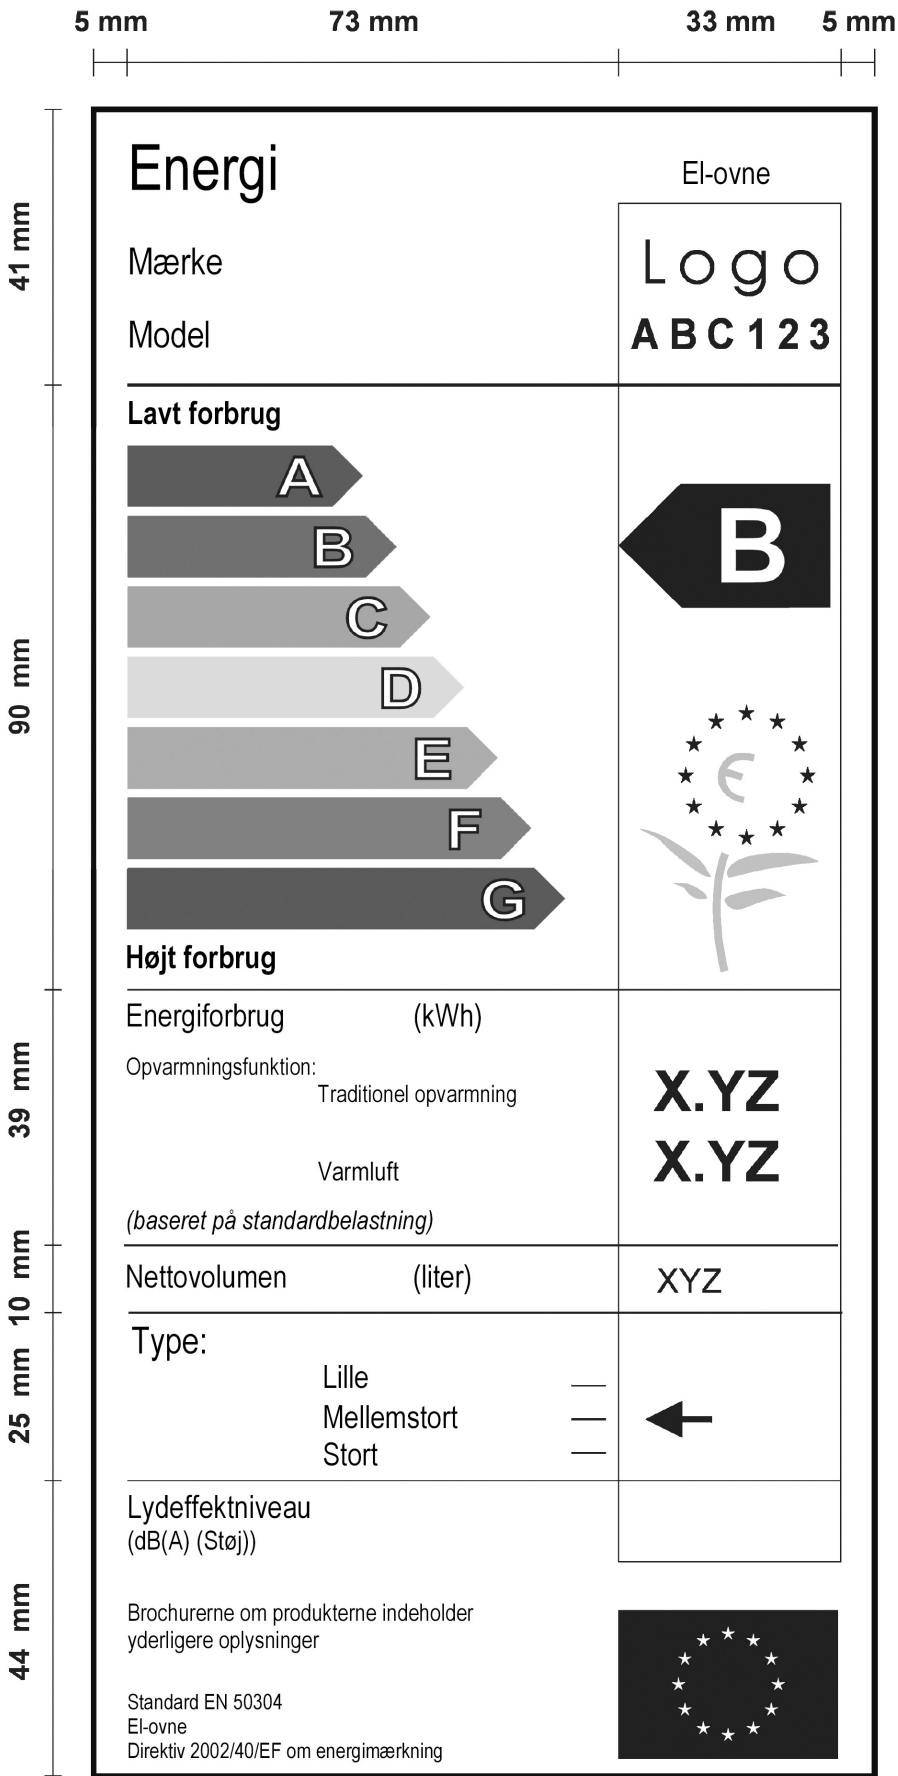 5 mm 73 mm 33 mm 5 mm
41 mm
Energi
El-ovne
Mærke
Logo
Model
ABC123
90 mm
Lavt forbrug
A
B
B
C
D
E
F
G
Højt forbrug
39 mm
Energiforbrug (kWh)
Opvarmningsfunktion:
Traditionel opvarmning
X.YZ
Varmluft
X.YZ
(baseret på standardbelastning)
10 mm
Nettovolumen (liter) XYZ
25 mm
Type:
Lille
Mellemstort
Stort
44 mm
Lydeffektniveau
(dB(A) (Støj))
Brochurerne om produkterne indeholder
yderligere oplysninger
Standard EN 50304
El-ovne
Direktiv 2002/40/EF om energimærkning